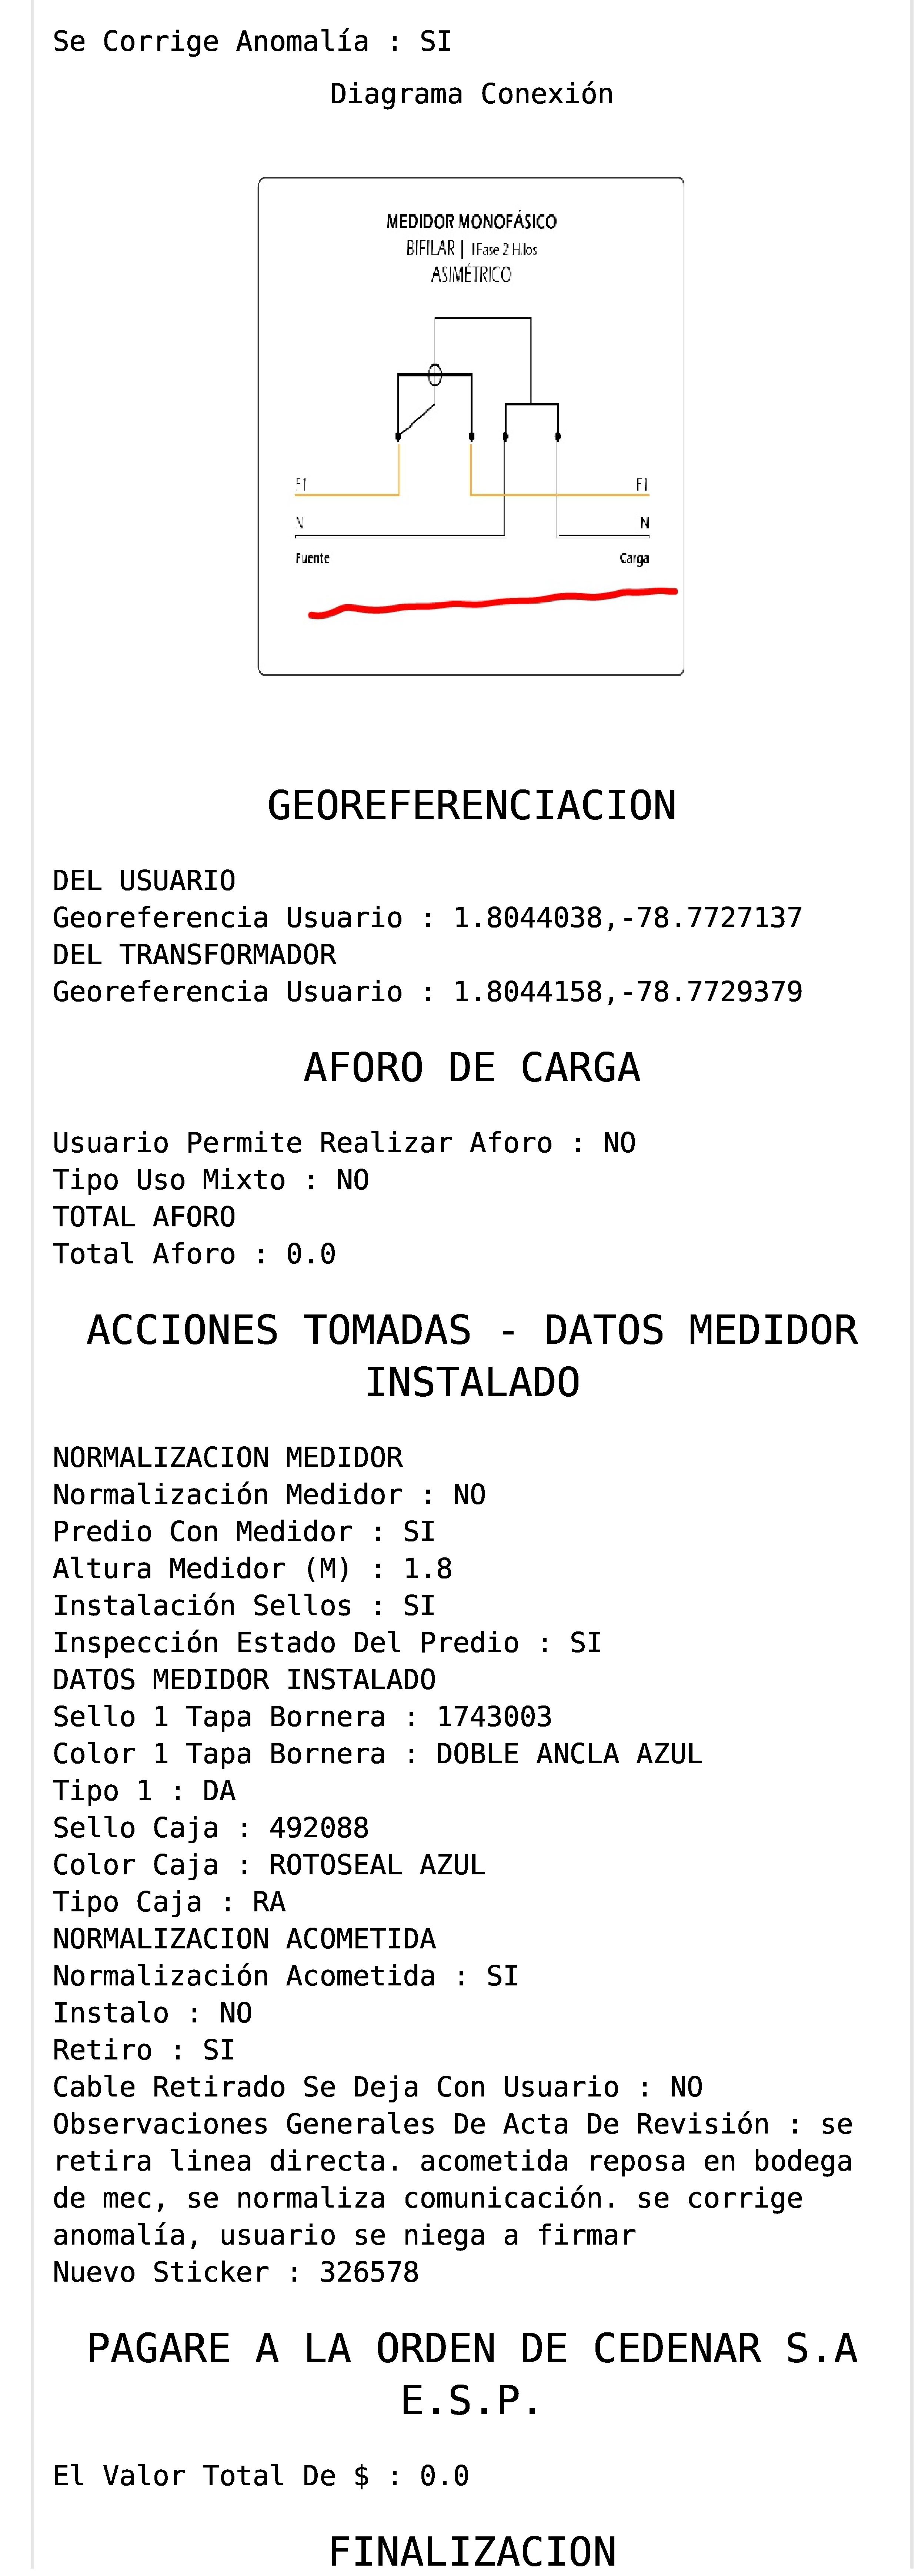 Se Corrige Anomalía : SI
Diagrama Conexión
MEDIDOR MONOFÁSICO
BIFILAR | 1Fase 2 Hilos
ASIMÉTRICO
F1 F1
N N
Fuente Carga
GEOREFERENCIACION
DEL USUARIO
Georeferencia Usuario : 1.8044038,-78.7727137
DEL TRANSFORMADOR
Georeferencia Usuario : 1.8044158,-78.7729379
AFORO DE CARGA
Usuario Permite Realizar Aforo : NO
Tipo Uso Mixto : NO
TOTAL AFORO
Total Aforo : 0.0
ACCIONES TOMADAS - DATOS MEDIDOR
INSTALADO
NORMALIZACION MEDIDOR
Normalización Medidor : NO
Predio Con Medidor : SI
Altura Medidor (M) : 1.8
Instalación Sellos : SI
Inspección Estado Del Predio : SI
DATOS MEDIDOR INSTALADO
Sello 1 Tapa Bornera : 1743003
Color 1 Tapa Bornera : DOBLE ANCLA AZUL
Tipo 1 : DA
Sello Caja : 492088
Color Caja : ROTOSEAL AZUL
Tipo Caja : RA
NORMALIZACION ACOMETIDA
Normalización Acometida : SI
Instalo : NO
Retiro : SI
Cable Retirado Se Deja Con Usuario : NO
Observaciones Generales De Acta De Revisión : se
retira linea directa. acometida reposa en bodega
de mec, se normaliza comunicación. se corrige
anomalía, usuario se niega a firmar
Nuevo Sticker : 326578
PAGARE A LA ORDEN DE CEDENAR S.A
E.S.P.
El Valor Total De $ : 0.0
FINALIZACION